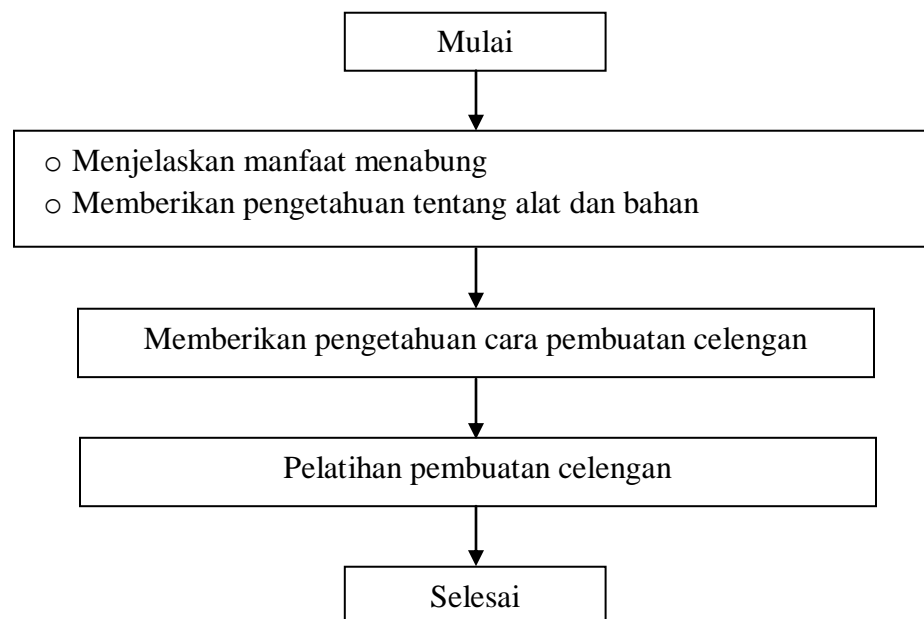 Mulai
o Menjelaskan manfaat menabung
o Memberikan pengetahuan tentang alat dan bahan
Memberikan pengetahuan cara pembuatan celengan
Pelatihan pembuatan celengan
Selesai